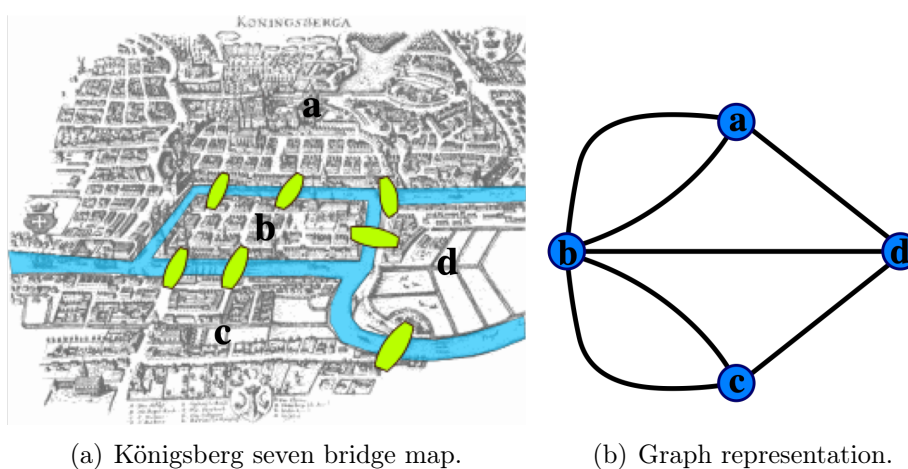 KONINGSBERGA
a
b
d
c
a
b
d
c
(a) Königsberg seven bridge map.
(b) Graph representation.